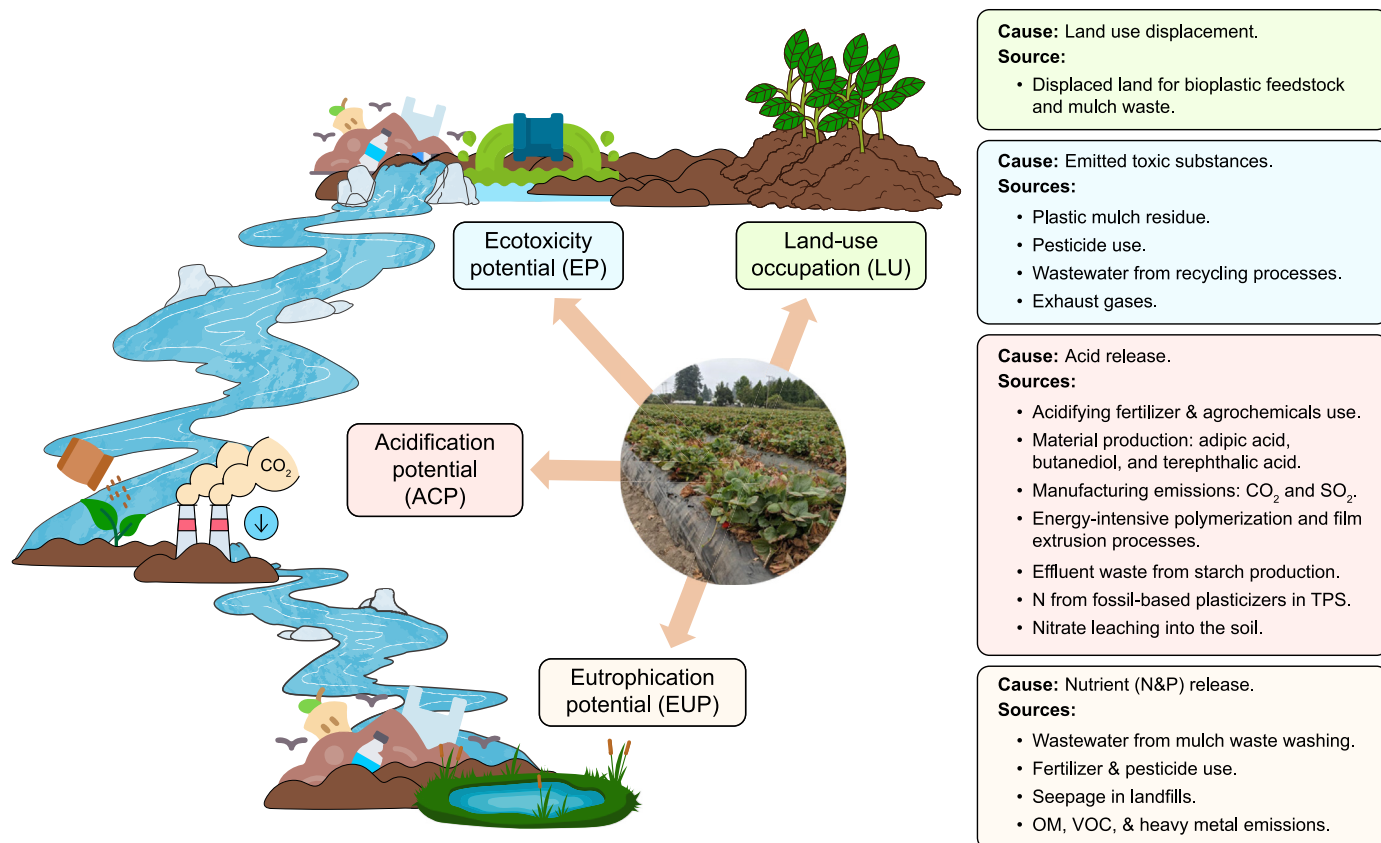 Ecotoxicity
potential (EP)
Land-use
occupation (LU)
Acidification
potential
(ACP)
CO₂
Eutrophication
potential (EUP)
Cause: Land use displacement.
Source:
• Displaced land for bioplastic feedstock
and mulch waste.
Cause: Emitted toxic substances.
Sources:
• Plastic mulch residue.
• Pesticide use.
• Wastewater from recycling processes.
• Exhaust gases.
Cause: Acid release.
Sources:
• Acidifying fertilizer & agrochemicals use.
• Material production: adipic acid,
butanediol, and terephthalic acid.
• Manufacturing emissions: CO₂ and SO₂.
• Energy-intensive polymerization and film
extrusion processes.
• Effluent waste from starch production.
• N from fossil-based plasticizers in TPS.
• Nitrate leaching into the soil.
Cause: Nutrient (N&P) release.
Sources:
• Wastewater from mulch waste washing.
• Fertilizer & pesticide use.
• Seepage in landfills.
• OM, VOC, & heavy metal emissions.